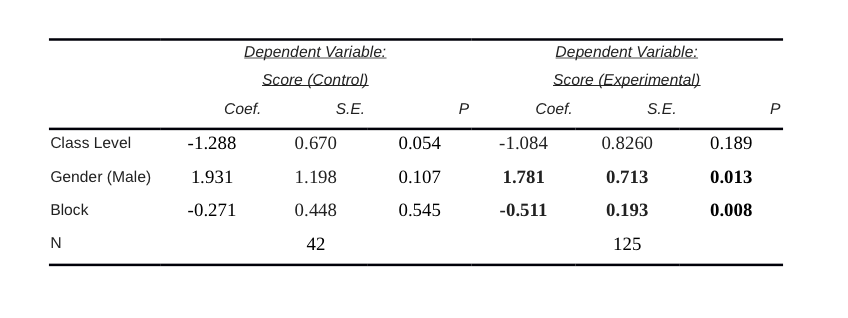 Dependent Variable: Dependent Variable:
Score (Control) Score (Experimental)
Coef. S.E. P Coef. S.E. P
Class Level -1.288 0.670 0.054 -1.084 0.8260 0.189
Gender (Male) 1.931 1.198 0.107 1.781 0.713 0.013
Block -0.271 0.448 0.545 -0.511 0.193 0.008
N 42 125